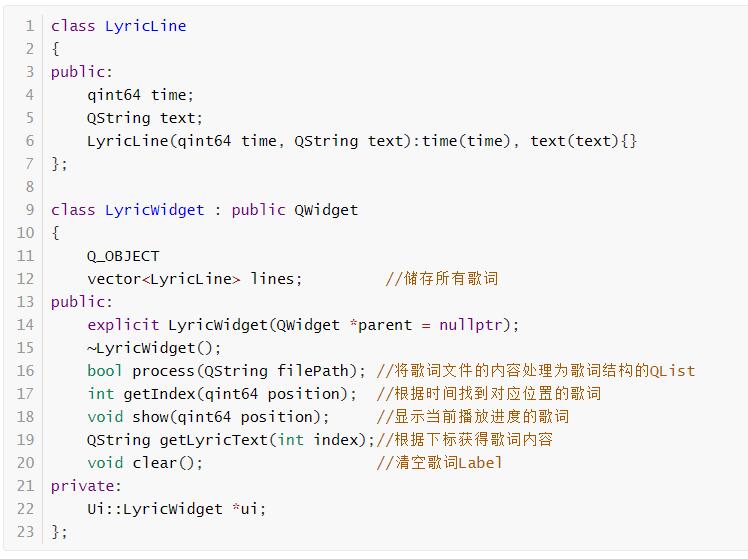 1 class LyricLine
2 {
3 public:
4     qint64 time;
5     QString text;
6     LyricLine(qint64 time, QString text):time(time), text(text){}
7 };
8
9 class LyricWidget : public QWidget
10 {
11     Q_OBJECT
12     vector<LyricLine> lines;         //储存所有歌词
13 public:
14     explicit LyricWidget(QWidget *parent = nullptr);
15     ~LyricWidget();
16     bool process(QString filePath); //将歌词文件的内容处理为歌词结构的QList
17     int getIndex(qint64 position);  //根据时间找到对应位置的歌词
18     void show(qint64 position);     //显示当前播放进度的歌词
19     QString getLyricText(int index);//根据下标获得歌词内容
20     void clear();                   //清空歌词Label
21 private:
22     Ui::LyricWidget *ui;
23 };